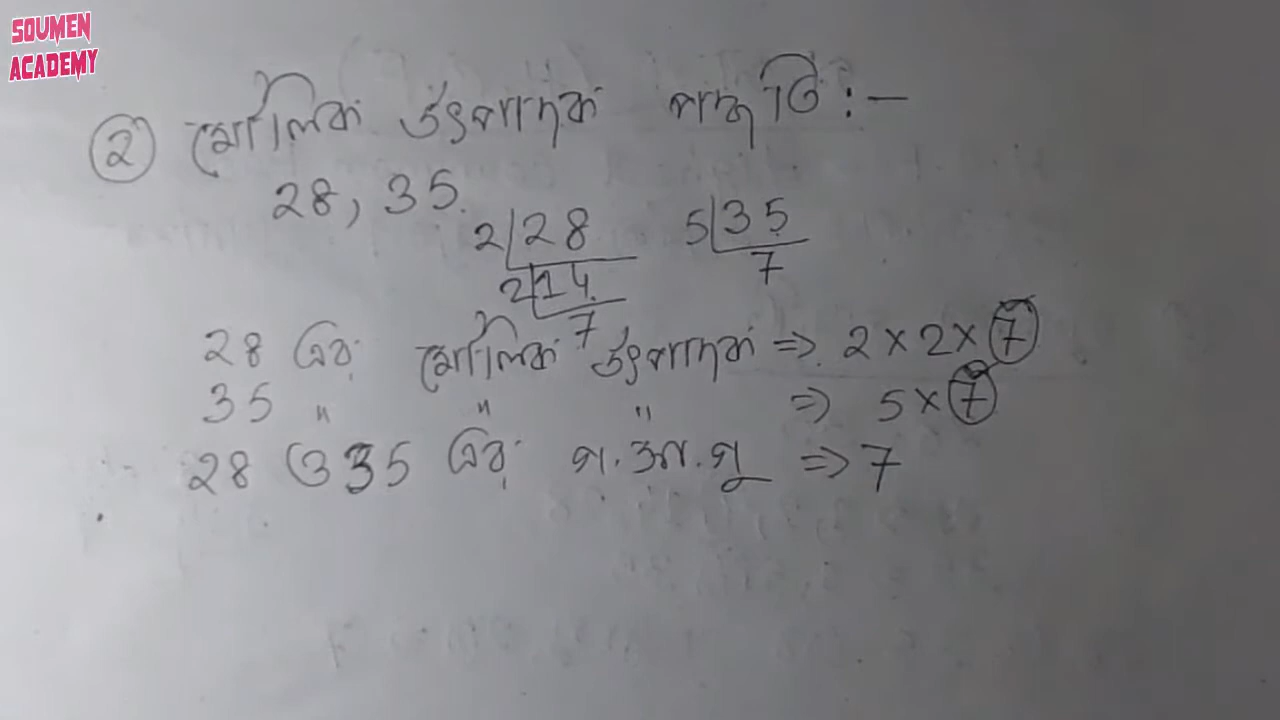 SOUMEN
ACADEMY
২) মৌলিক উৎপাদক পদ্ধতি :-
28, 35.
2 28 5 35
2 14 7
7
28 এর মৌলিক উৎপাদক ⇒ 2 × 2 × 7
35 " " " ⇒ 5 × 7
28 ও 35 এর গ.সা.গু ⇒ 7